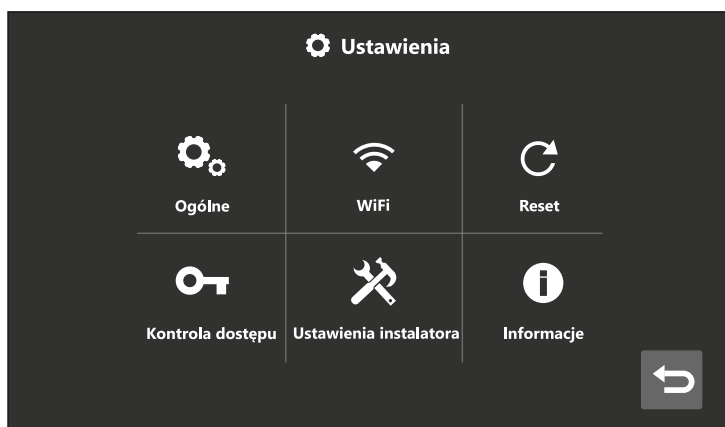 Ustawienia
Ogólne
WiFi
Reset
Kontrola dostępu
Ustawienia instalatora
Informacje